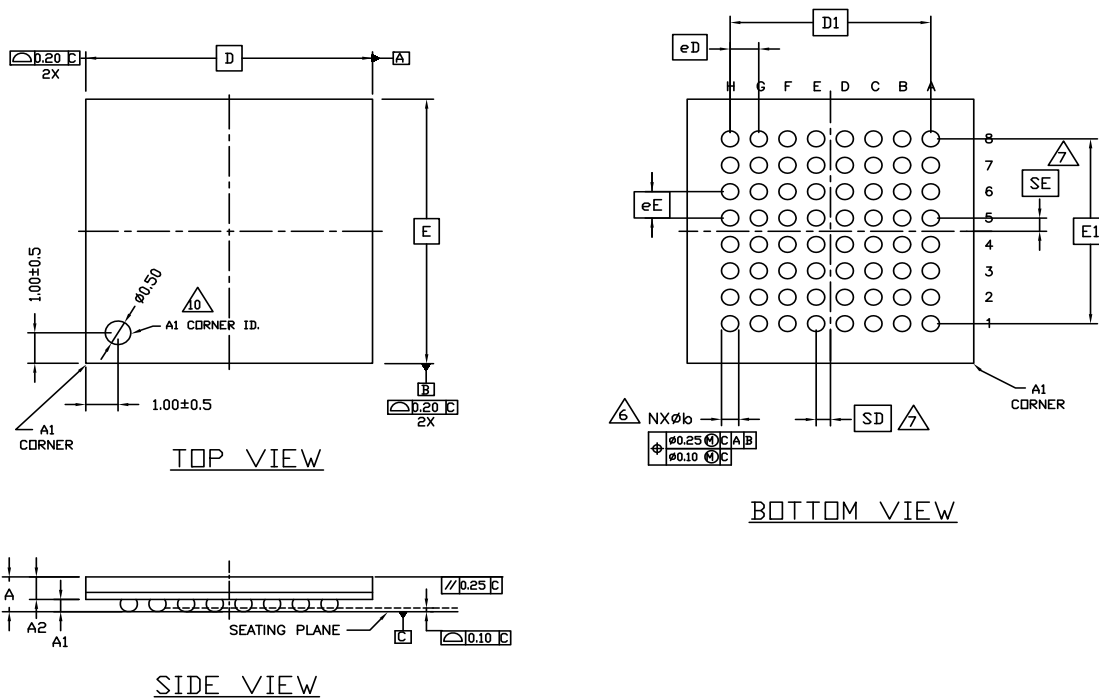 0.20 C
2X
D
A
E
1.00±0.5
ø0.50
10
A1 CORNER ID.
1.00±0.5
A1
CORNER
B
0.20 C
2X
TOP VIEW
D1
eD
H G F E D C B A
8
7
6
5
4
3
2
1
7
SE
eE
E1
6 NXøb
ø0.25 M C A B
ø0.10 M C
SD 7
A1
CORNER
BOTTOM VIEW
A
A2
A1
// 0.25 C
SEATING PLANE
C
0.10 C
SIDE VIEW